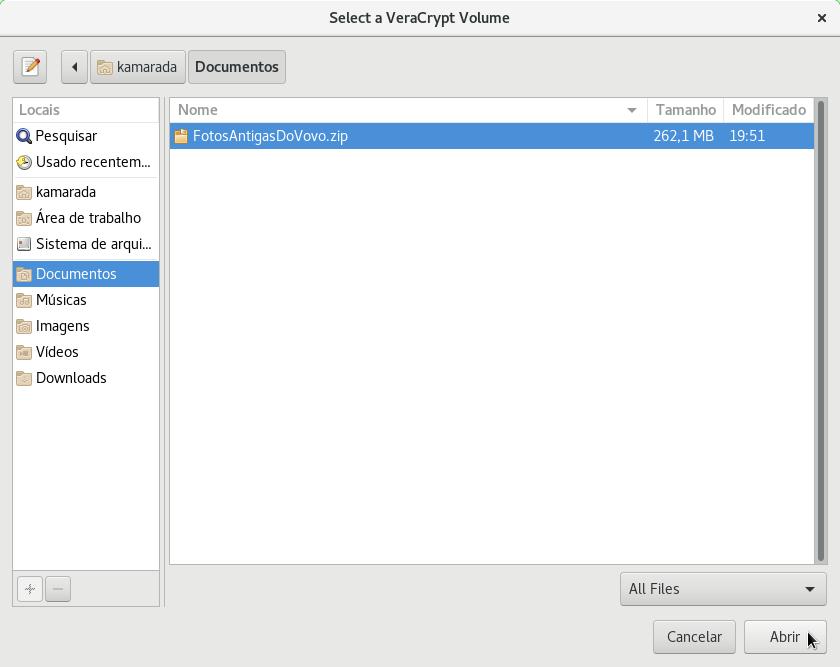 Select a VeraCrypt Volume
kamarada Documentos
Locais
Pesquisar
Usado recentem...
kamarada
Área de trabalho
Sistema de arqui...
Documentos
Músicas
Imagens
Vídeos
Downloads
Nome Tamanho Modificado
FotosAntigasDoVovo.zip 262,1 MB 19:51
All Files
Cancelar Abrir